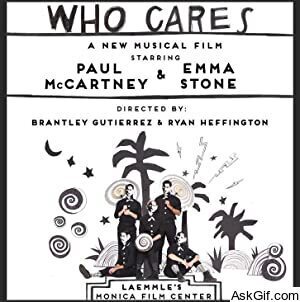 WHO CARES
A NEW MUSICAL FILM
STARRING
PAUL McCARTNEY & EMMA STONE
DIRECTED BY:
BRANTLEY GUTIERREZ & RYAN HEFFINGTON
LAEMMLE'S
MONICA FILM CENTER
AskGif.com